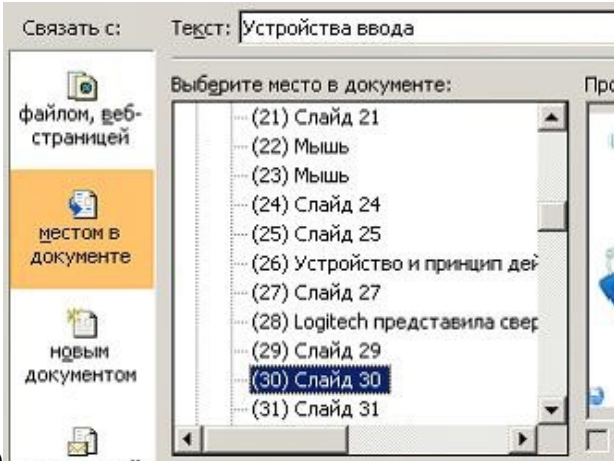 Связать с:
Текст: Устройства ввода
Выберите место в документе:
файлом, веб-
страницей
местом в
документе
новым
документом
(21) Слайд 21
(22) Мышь
(23) Мышь
(24) Слайд 24
(25) Слайд 25
(26) Устройство и принцип дей
(27) Слайд 27
(28) Logitech представила свер
(29) Слайд 29
(30) Слайд 30
(31) Слайд 31